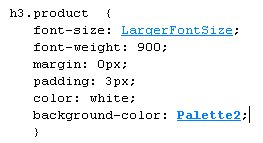 h3.product  {
   font-size: LargerFontSize;
   font-weight: 900;
   margin: 0px;
   padding: 3px;
   color: white;
   background-color: Palette2;
   }